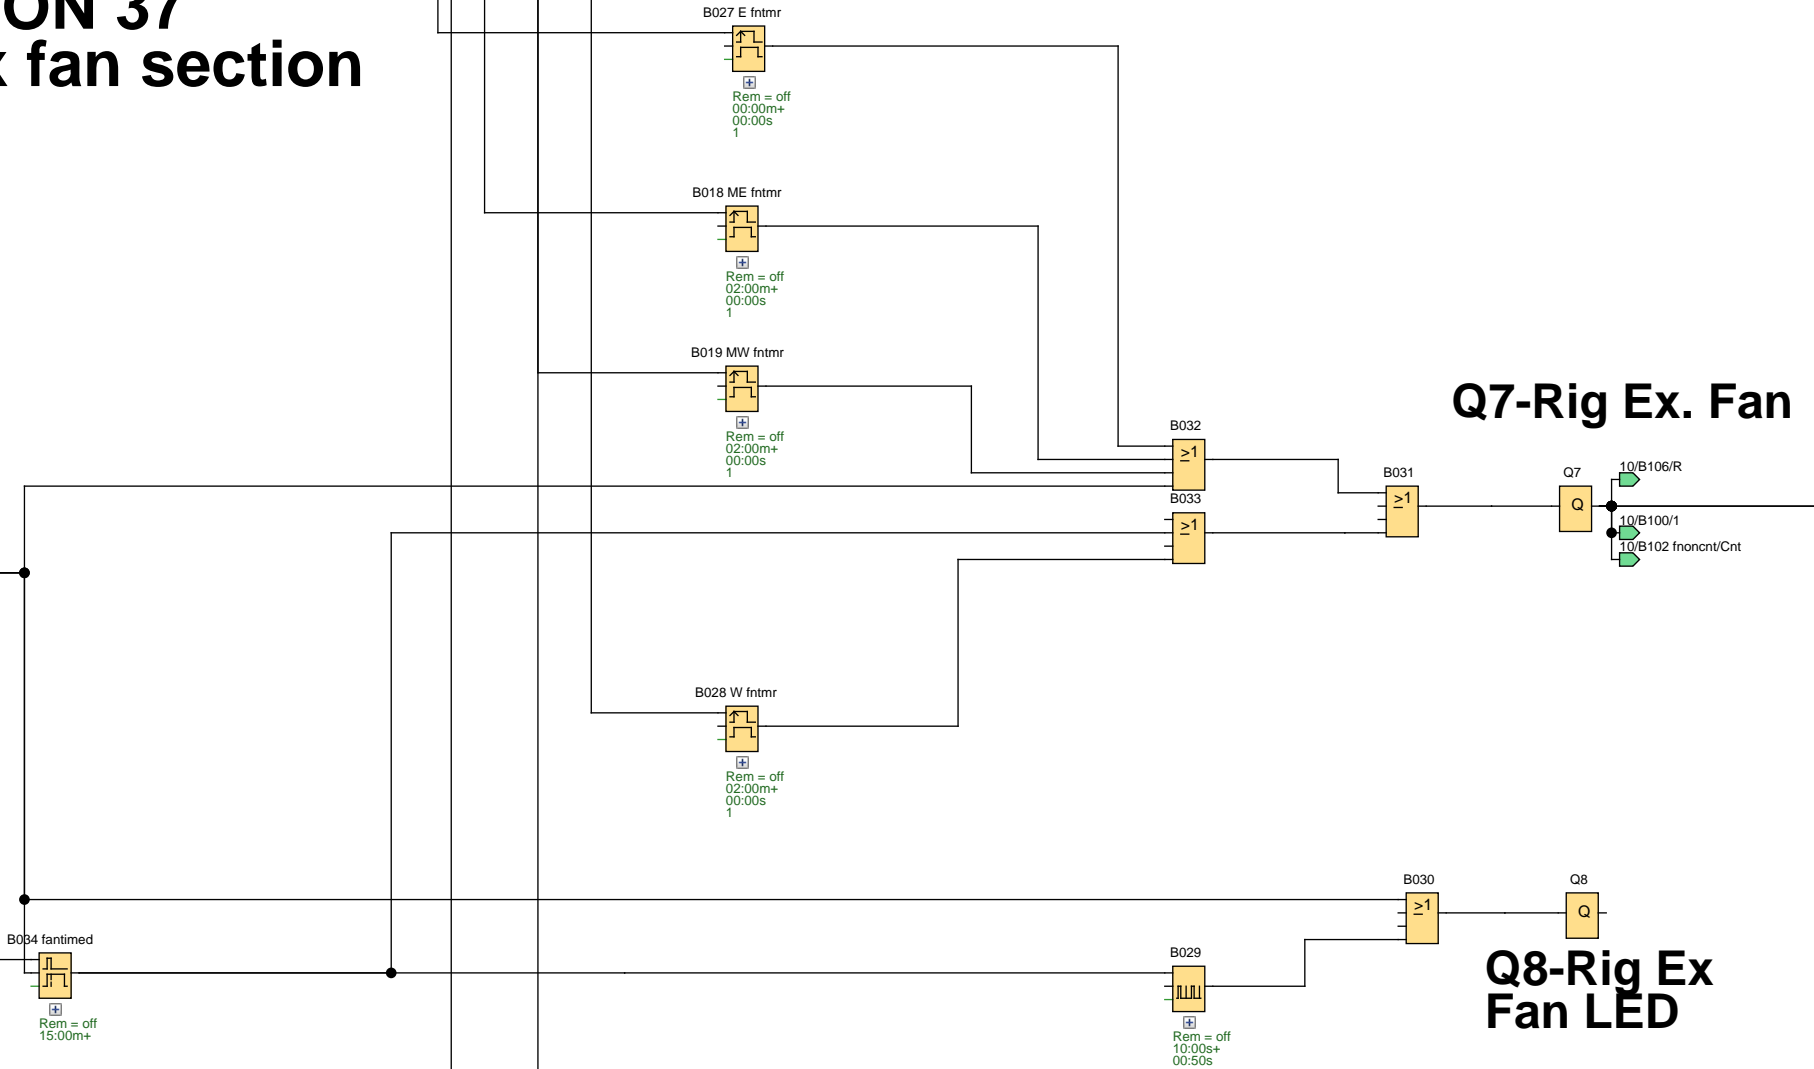 ON 37
x fan section
B027 E fntmr
Rem = off
00:00m+
00:00s
1
B018 ME fntmr
Rem = off
02:00m+
00:00s
1
B019 MW fntmr
Rem = off
02:00m+
00:00s
1
Q7-Rig Ex. Fan
B032
≥1
B033
≥1
B031
≥1
Q7
Q
10/B106/R
10/B100/1
10/B102 fnoncnt/Cnt
B028 W fntmr
Rem = off
02:00m+
00:00s
1
B030
≥1
Q8
Q
B034 fantimed
Rem = off
15:00m+
B029
Rem = off
10:00s+
00:50s
Q8-Rig Ex
Fan LED